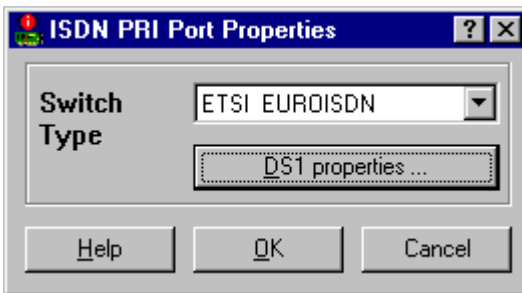 ISDN PRI Port Properties
Switch Type
ETSI EUROISDN
DS1 properties ...
Help
OK
Cancel